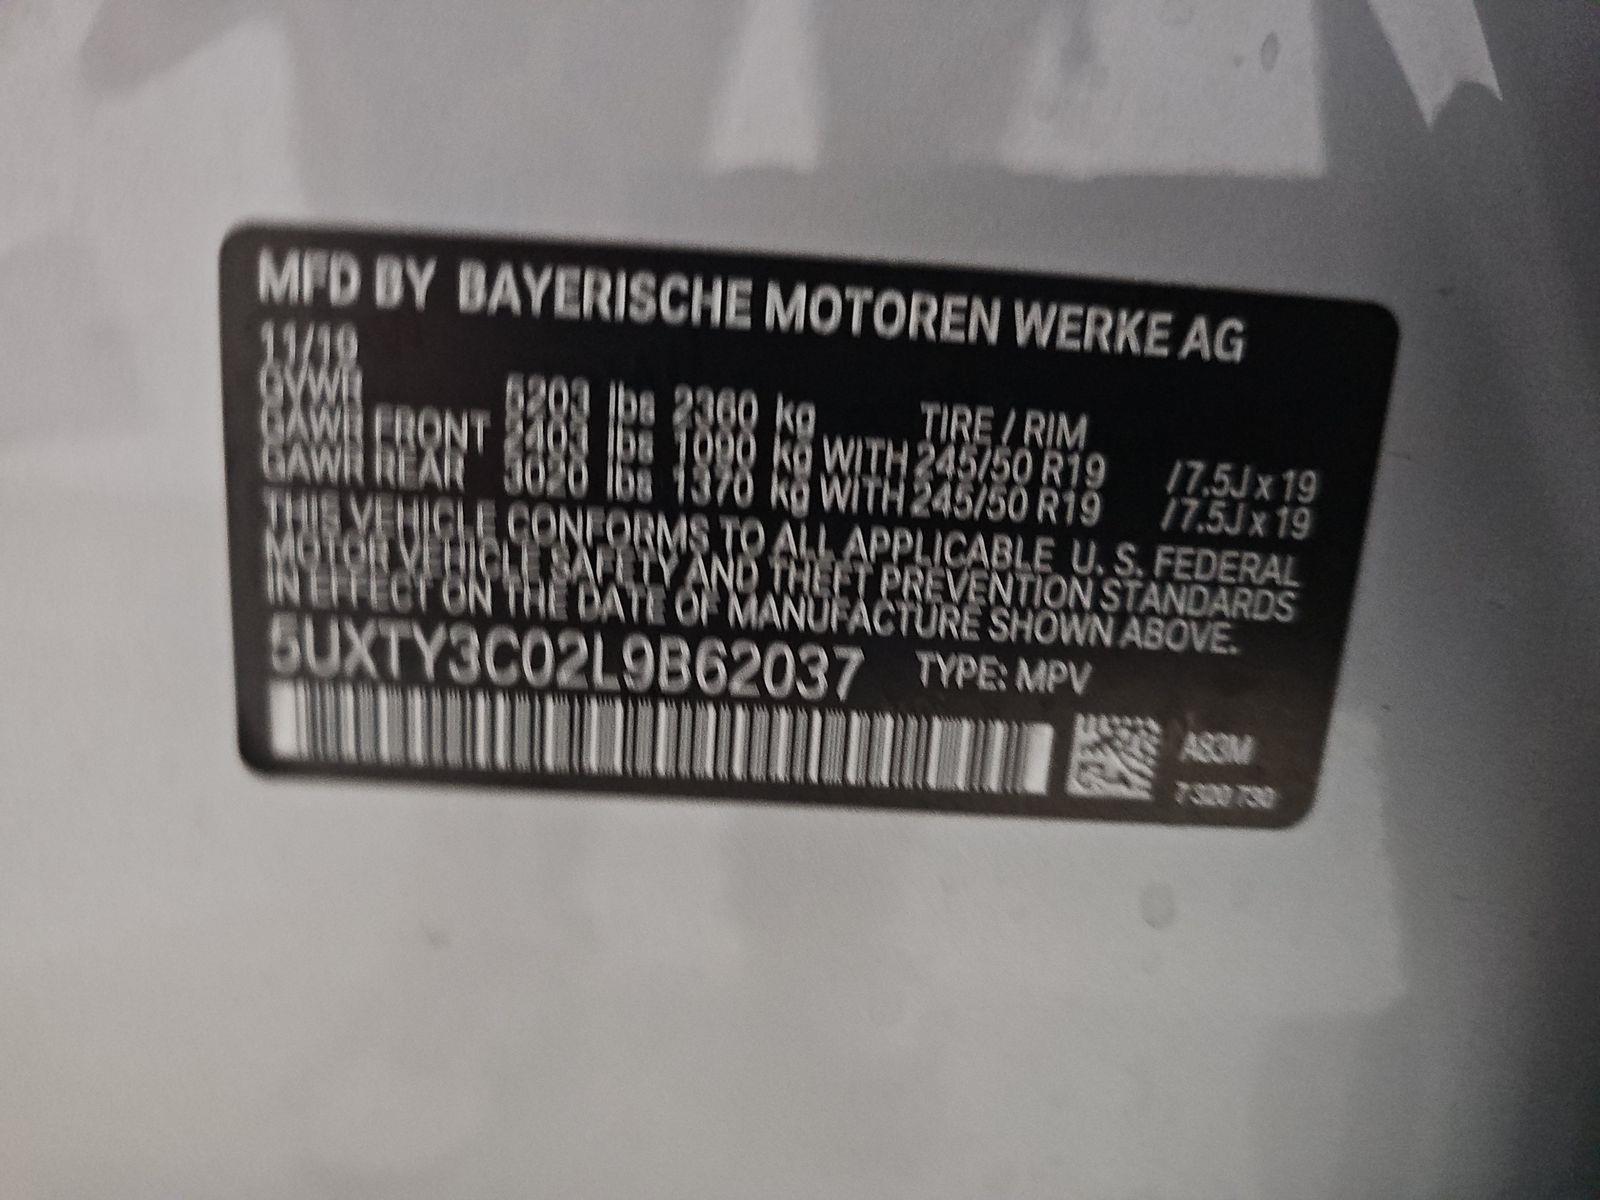 MFD BY BAYERISCHE MOTOREN WERKE AG
11/19
GVWR 5203 lbs 2360 kg TIRE / RIM
GAWR FRONT 2403 lbs 1090 kg WITH 245/50 R19 /7.5J x 19
GAWR REAR 3020 lbs 1370 kg WITH 245/50 R19 /7.5J x 19
THIS VEHICLE CONFORMS TO ALL APPLICABLE U. S. FEDERAL
MOTOR VEHICLE SAFETY AND THEFT PREVENTION STANDARDS
IN EFFECT ON THE DATE OF MANUFACTURE SHOWN ABOVE.
5UXTY3C02L9B62037 TYPE: MPV
A83M
7 320 730